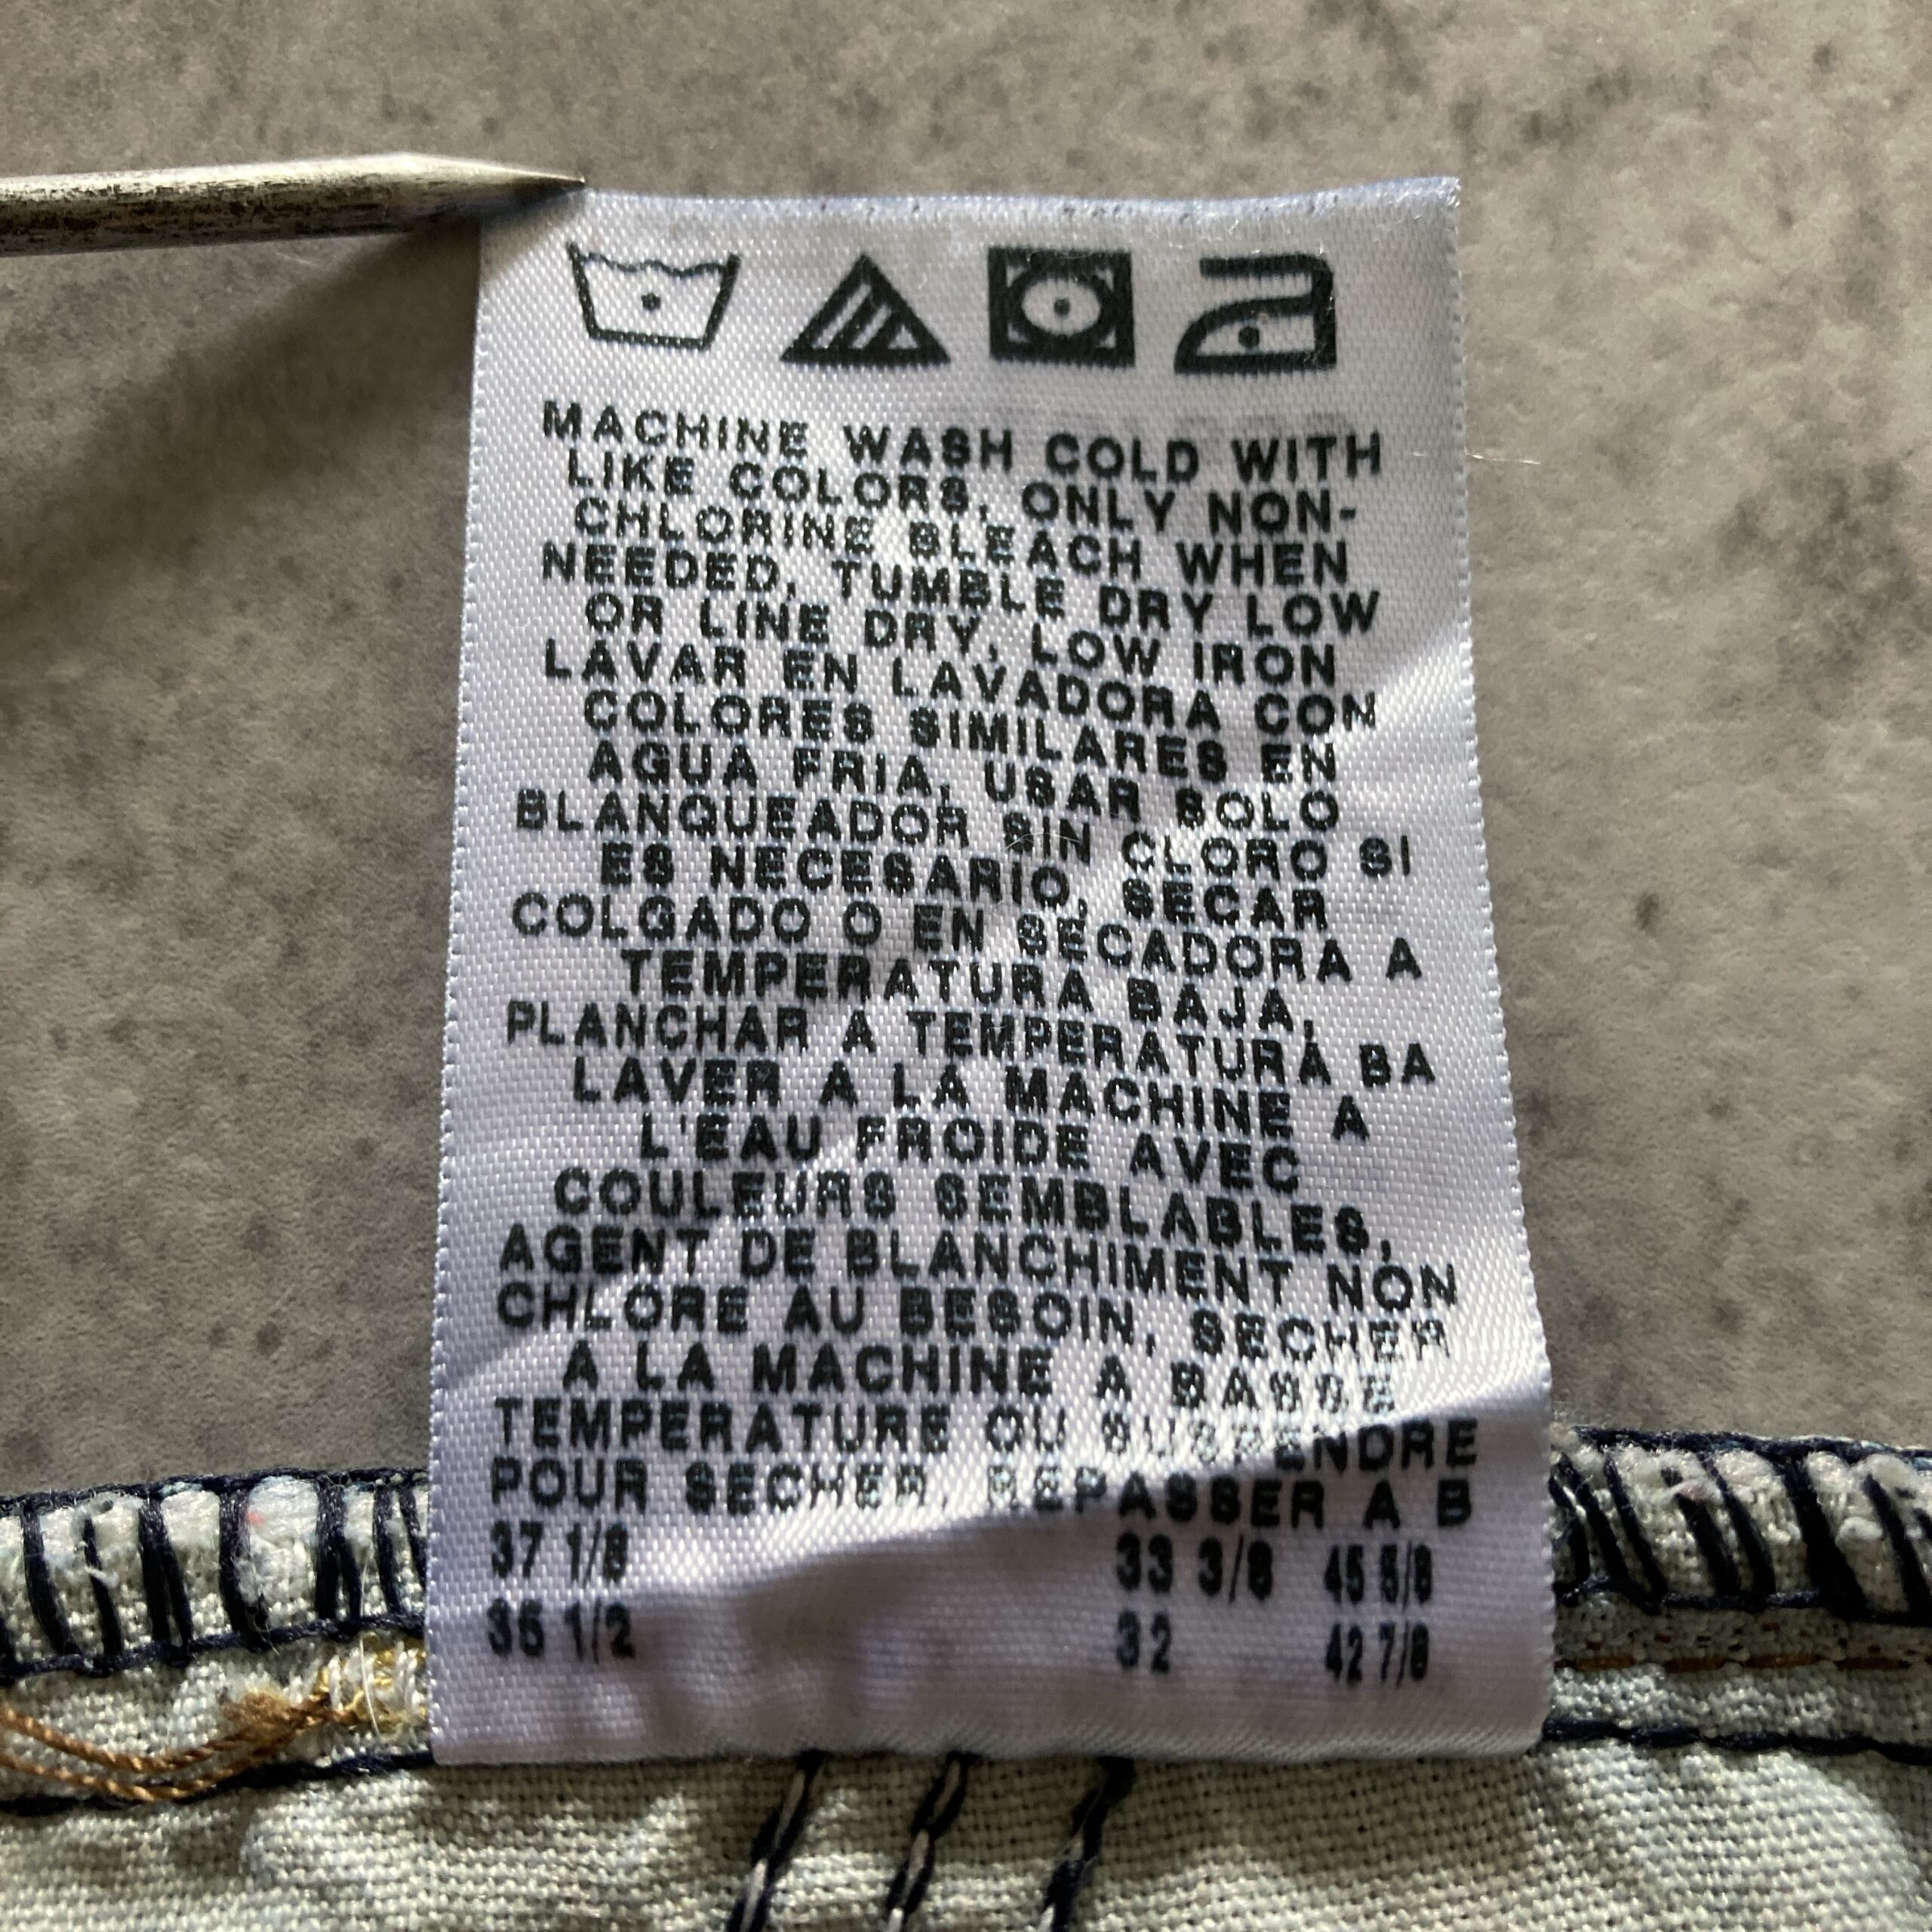 MACHINE WASH COLD WITH
LIKE COLORS, ONLY NON-
CHLORINE BLEACH WHEN
NEEDED, TUMBLE DRY LOW
OR LINE DRY, LOW IRON
LAVAR EN LAVADORA CON
COLORES SIMILARES EN
AGUA FRIA, USAR SOLO
BLANQUEADOR SIN CLORO SI
ES NECESARIO, SECAR
COLGADO O EN SECADORA A
TEMPERATURA BAJA,
PLANCHAR A TEMPERATURA BA
LAVER A LA MACHINE A
L'EAU FROIDE AVEC
COULEURS SEMBLABLES,
AGENT DE BLANCHIMENT NON
CHLORE AU BESOIN, SECHER
A LA MACHINE A BASSE
TEMPERATURE OU SUSPENDRE
POUR SECHER, REPASSER A B
37 1/8 33 3/8 45 5/8
35 1/2 32 42 7/8